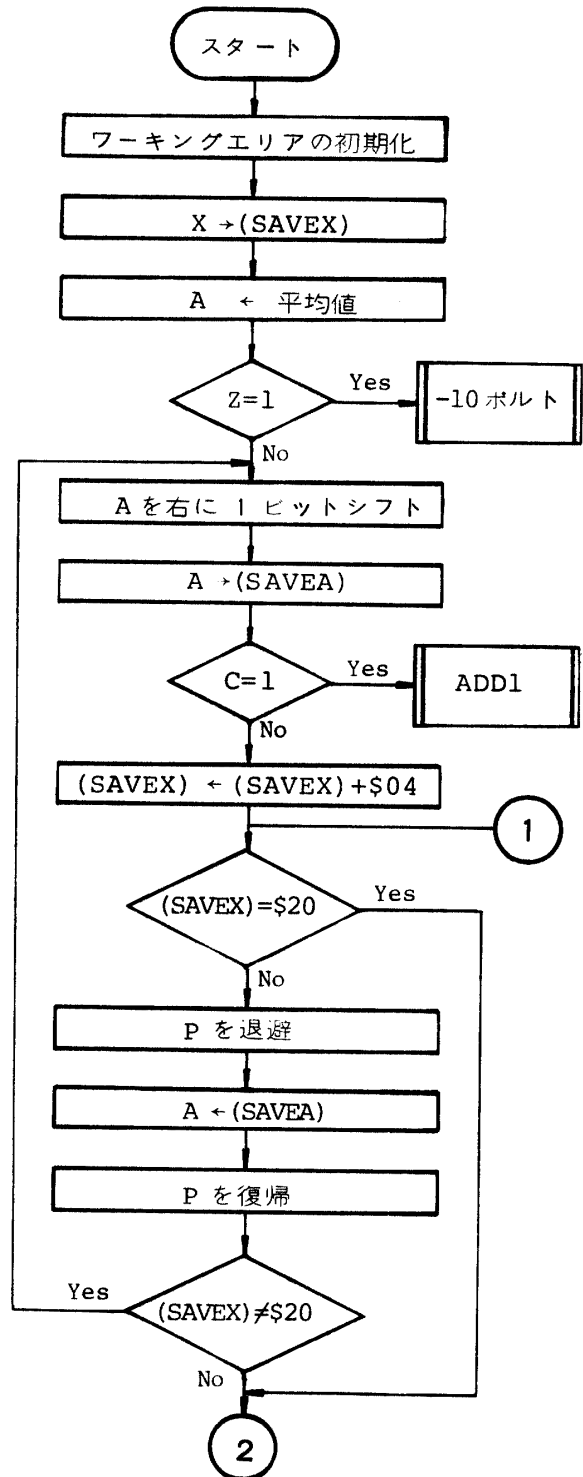 スタート
ワーキングエリアの初期化
X →(SAVEX)
A ← 平均値
Z=1
Yes
-10 ボルト
No
A を右に 1 ビットシフト
A →(SAVEA)
C=1
Yes
ADD1
No
(SAVEX) ← (SAVEX)+$04
1
(SAVEX)=$20
Yes
No
P を退避
A ←(SAVEA)
P を復帰
Yes
(SAVEX)≠$20
No
2